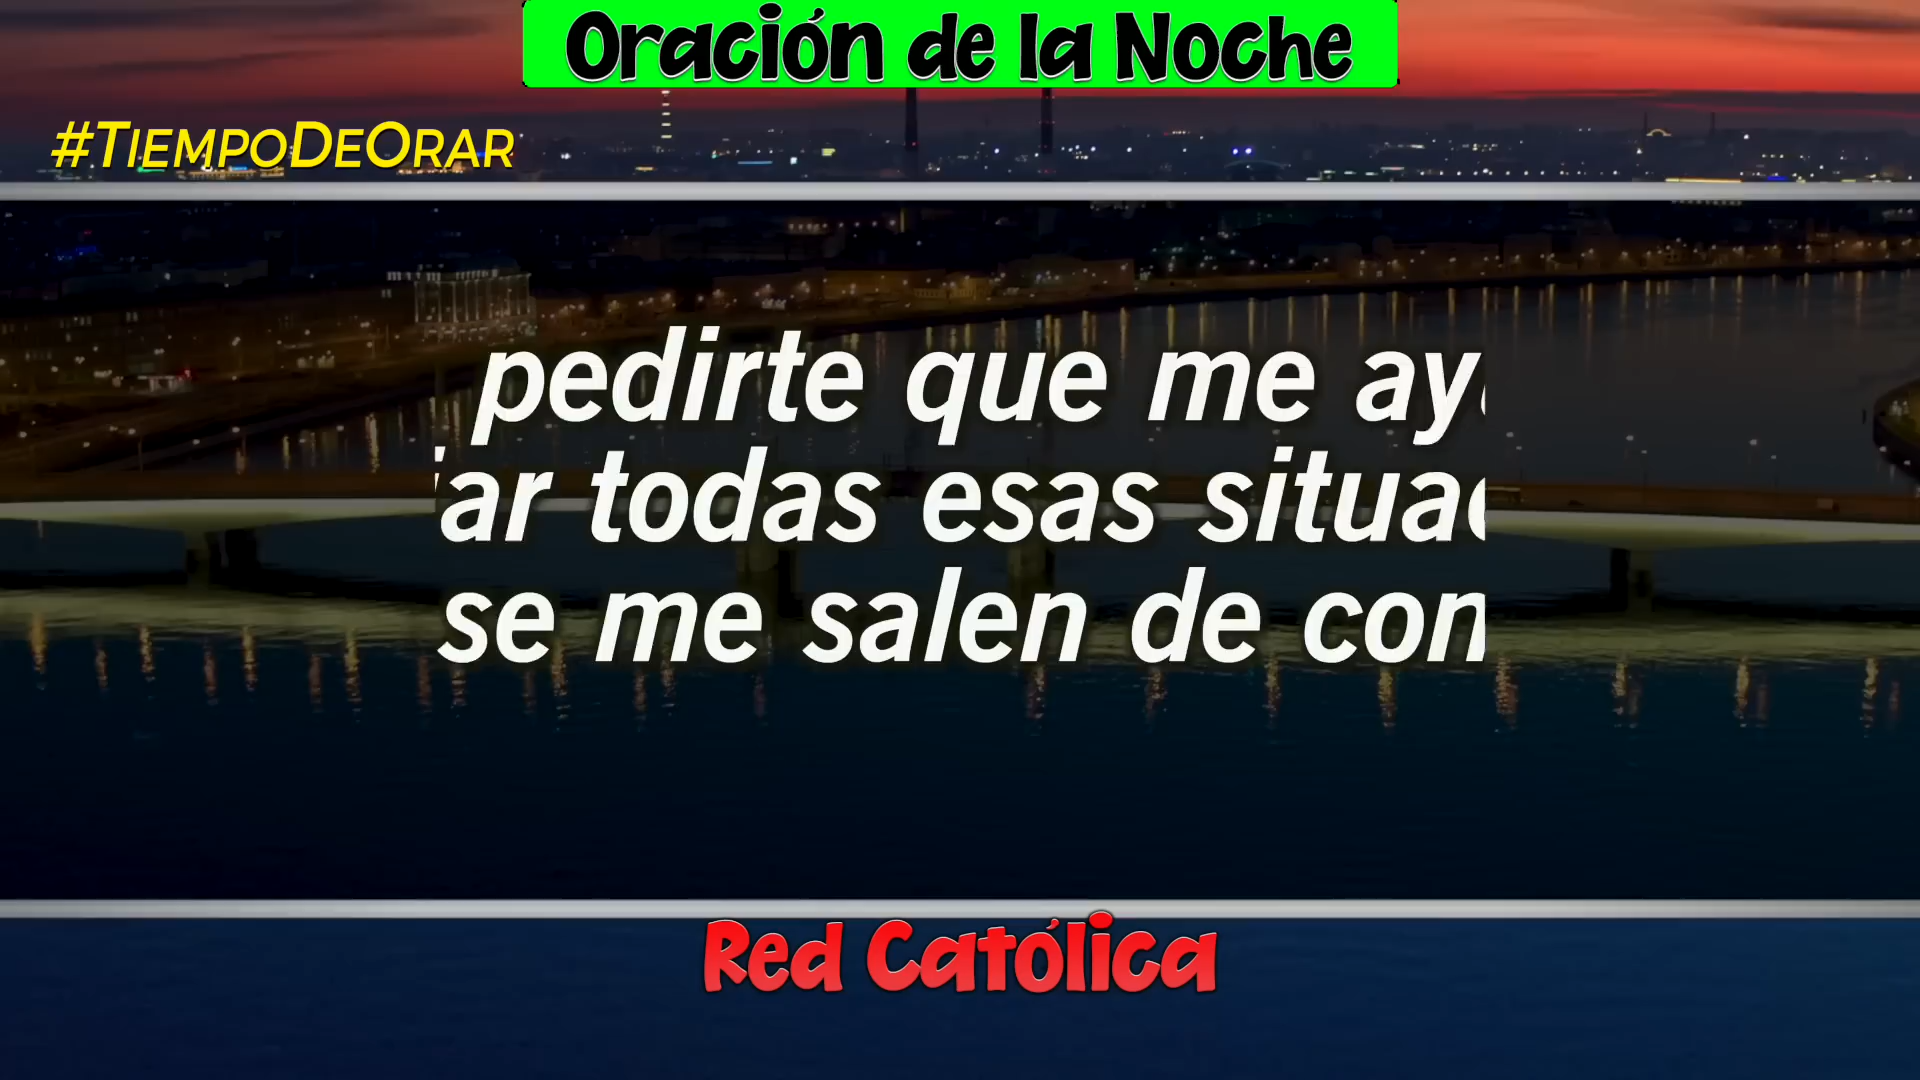 Oración de la Noche
#TiempoDeOrar
pedirte que me ay
ar todas esas situac
se me salen de con
Red Católica